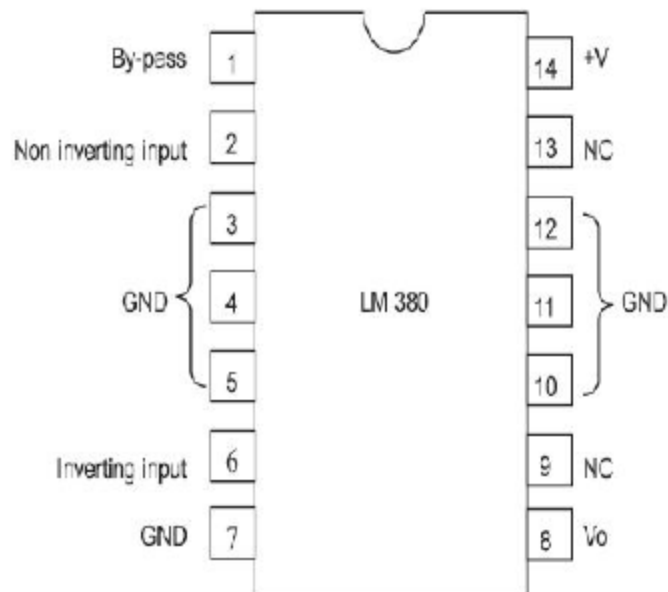 By-pass 1 14 +V
Non inverting input 2 13 NC
3 12
GND 4 LM 380 11 GND
5 10
Inverting input 6 9 NC
GND 7 8 Vo